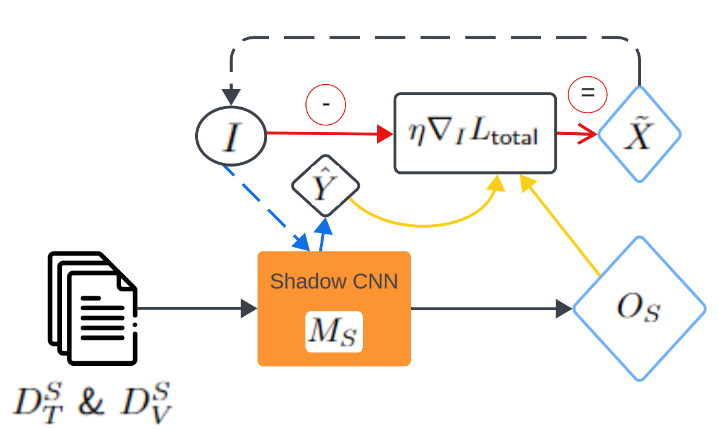 -
=
I
η∇_I L_total
X̃
Ŷ
Shadow CNN
M_S
O_S
D_T^S & D_V^S